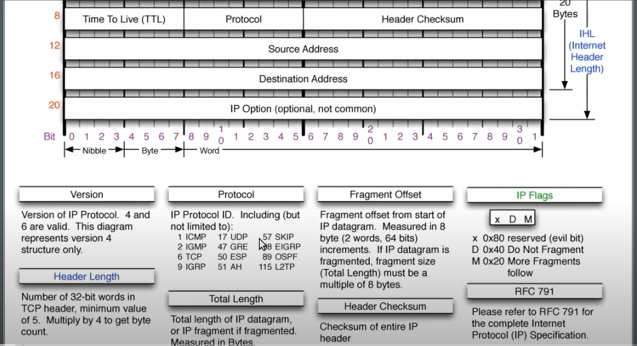 20
Bytes
8
Time To Live (TTL) Protocol Header Checksum
IHL
(Internet
Header
Length)
12
Source Address
16
Destination Address
20
IP Option (optional, not common)
Bit 0 1 2 3 4 5 6 7 8 9 10 1 2 3 4 5 6 7 8 9 20 1 2 3 4 5 6 7 8 9 30 1
Nibble Byte Word
Version
Version of IP Protocol. 4 and
6 are valid. This diagram
represents version 4
structure only.
Header Length
Number of 32-bit words in
TCP header, minimum value
of 5. Multiply by 4 to get byte
count.
Protocol
IP Protocol ID. Including (but
not limited to):
1 ICMP 17 UDP 57 SKIP
2 IGMP 47 GRE 88 EIGRP
6 TCP 50 ESP 89 OSPF
9 IGRP 51 AH 115 L2TP
Total Length
Total length of IP datagram,
or IP fragment if fragmented.
Measured in Bytes.
Fragment Offset
Fragment offset from start of
IP datagram. Measured in 8
byte (2 words, 64 bits)
increments. If IP datagram is
fragmented, fragment size
(Total Length) must be a
multiple of 8 bytes.
Header Checksum
Checksum of entire IP
header
IP Flags
x D M
x 0x80 reserved (evil bit)
D 0x40 Do Not Fragment
M 0x20 More Fragments
follow
RFC 791
Please refer to RFC 791 for
the complete Internet
Protocol (IP) Specification.